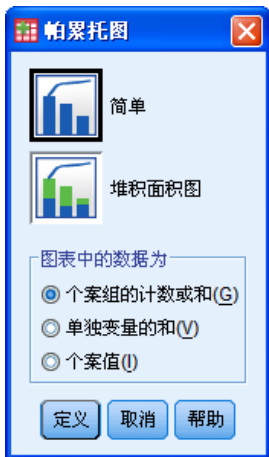 帕累托图
简单
堆积面积图
图表中的数据为
个案组的计数或和(G)
单独变量的和(V)
个案值(I)
定义 取消 帮助